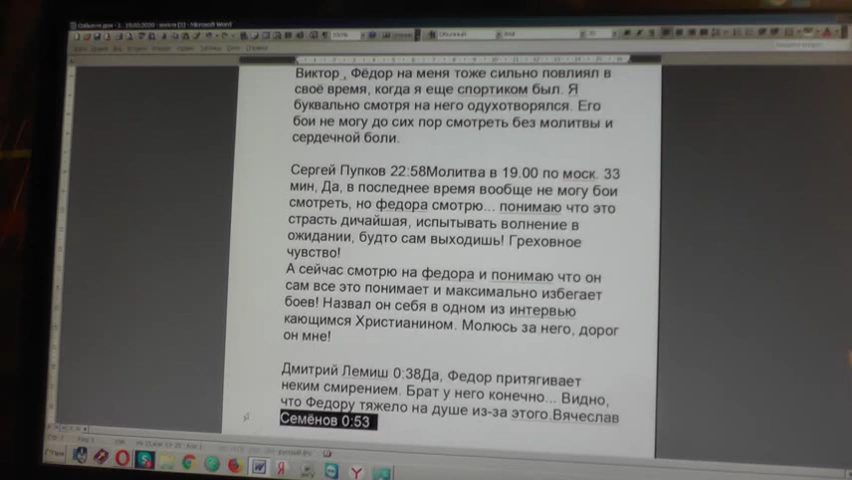 Microsoft Word
Виктор , Фёдор на меня тоже сильно повлиял в
своё время, когда я еще спортиком был. Я
буквально смотря на него одухотворялся. Его
бои не могу до сих пор смотреть без молитвы и
сердечной боли.
Сергей Пупков 22:58Молитва в 19.00 по моск. 33
мин, Да, в последнее время вообще не могу бои
смотреть, но федора смотрю... понимаю что это
страсть дичайшая, испытывать волнение в
ожидании, будто сам выходишь! Греховное
чувство!
А сейчас смотрю на федора и понимаю что он
сам все это понимает и максимально избегает
боев! Назвал он себя в одном из интервью
кающимся Христианином. Молюсь за него, дорог
он мне!
Дмитрий Лемиш 0:38Да, Федор притягивает
неким смирением. Брат у него конечно... Видно,
что Федору тяжело на душе из-за этого.Вячеслав
Семёнов 0:53